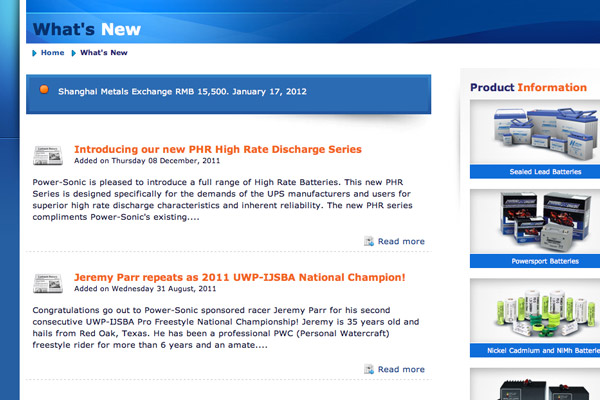 What's New
Home What's New
Shanghai Metals Exchange RMB 15,500. January 17, 2012
Introducing our new PHR High Rate Discharge Series
Added on Thursday 08 December, 2011
Power-Sonic is pleased to introduce a full range of High Rate Batteries. This new PHR
Series is designed specifically for the demands of the UPS manufacturers and users for
superior high rate discharge characteristics and inherent reliability. The new PHR series
compliments Power-Sonic's existing....
Read more
Jeremy Parr repeats as 2011 UWP-IJSBA National Champion!
Added on Wednesday 31 August, 2011
Congratulations go out to Power-Sonic sponsored racer Jeremy Parr for his second
consecutive UWP-IJSBA Pro Freestyle National Championship! Jeremy is 35 years old and
hails from Red Oak, Texas. He has been a professional PWC (Personal Watercraft)
freestyle rider for more than 6 years and an amate....
Read more
Product Information
Sealed Lead Batteries
Powersport Batteries
Nickel Cadmium and NiMh Batterie